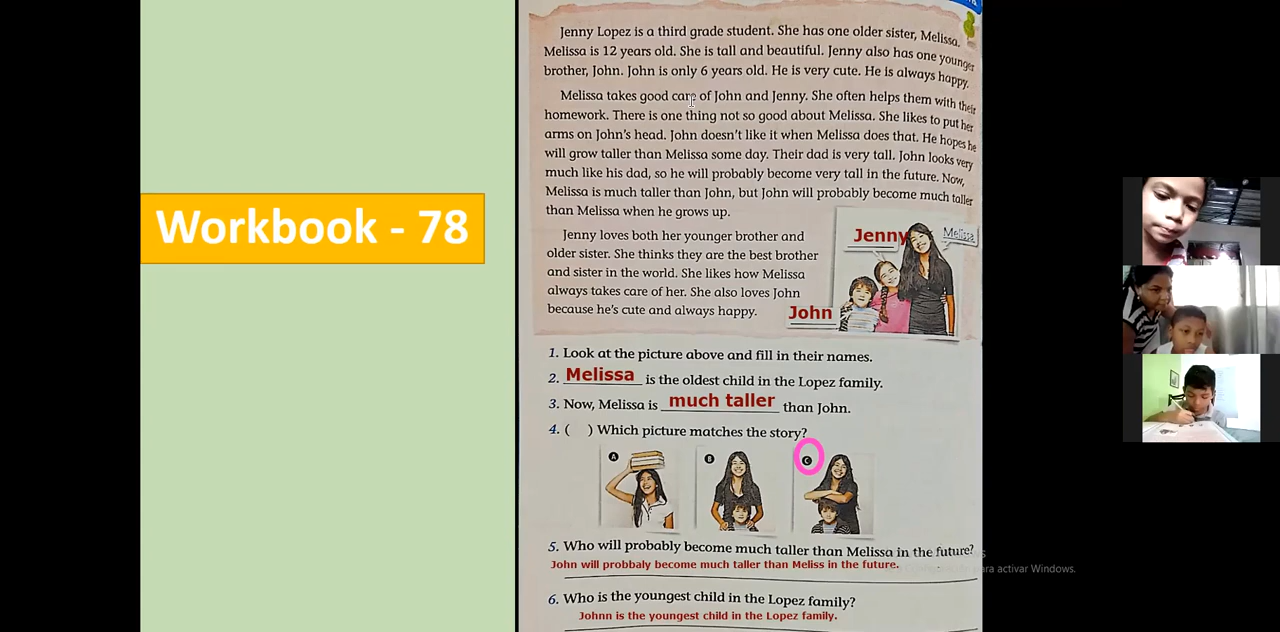 Workbook - 78
Jenny Lopez is a third grade student. She has one older sister, Melissa.
Melissa is 12 years old. She is tall and beautiful. Jenny also has one younger
brother, John. John is only 6 years old. He is very cute. He is always happy.
Melissa takes good care of John and Jenny. She often helps them with their
homework. There is one thing not so good about Melissa. She likes to put her
arms on John's head. John doesn't like it when Melissa does that. He hopes he
will grow taller than Melissa some day. Their dad is very tall. John looks very
much like his dad, so he will probably become very tall in the future. Now,
Melissa is much taller than John, but John will probably become much taller
than Melissa when he grows up.
Jenny loves both her younger brother and
older sister. She thinks they are the best brother
and sister in the world. She likes how Melissa
always takes care of her. She also loves John
because he's cute and always happy.
Jenny
Melissa
John
1. Look at the picture above and fill in their names.
2. Melissa is the oldest child in the Lopez family.
3. Now, Melissa is much taller than John.
4. ( ) Which picture matches the story?
A
B
C
5. Who will probably become much taller than Melissa in the future?
John will probbaly become much taller than Meliss in the future.
6. Who is the youngest child in the Lopez family?
Johnn is the youngest child in the Lopez family.
para activar Windows.